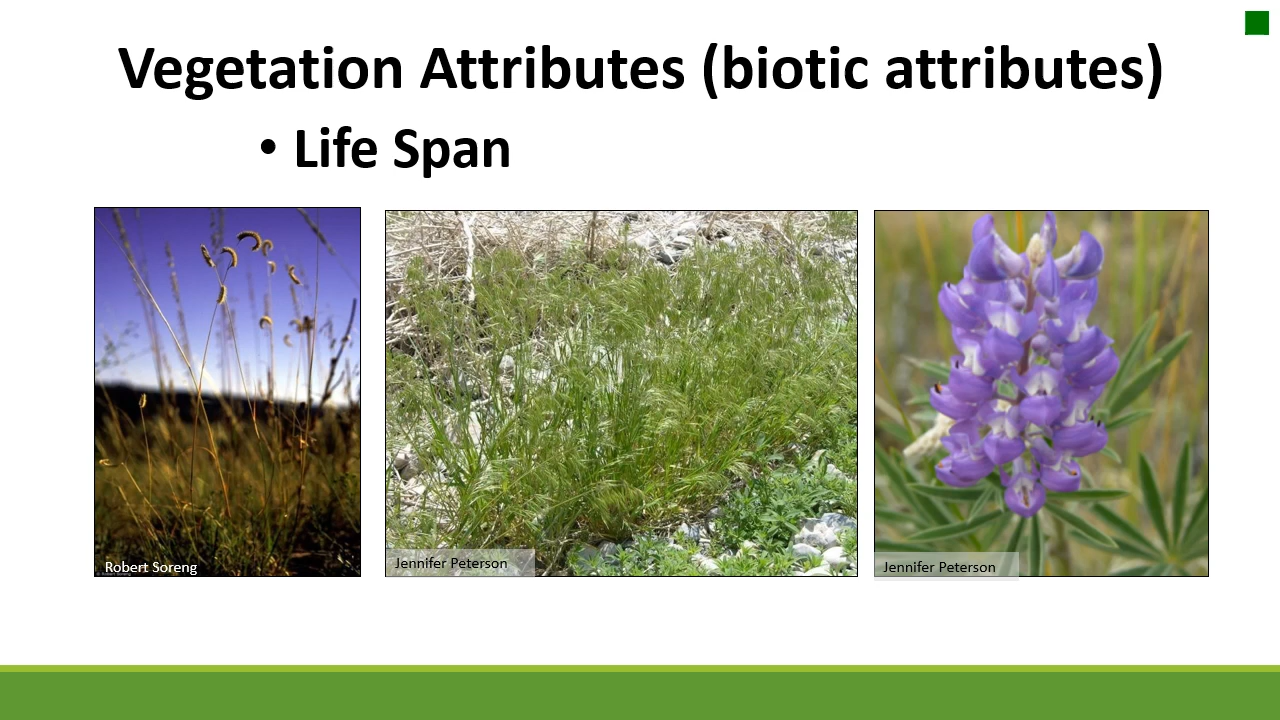 Vegetation Attributes (biotic attributes)
• Life Span
Robert Soreng
Jennifer Peterson
Jennifer Peterson